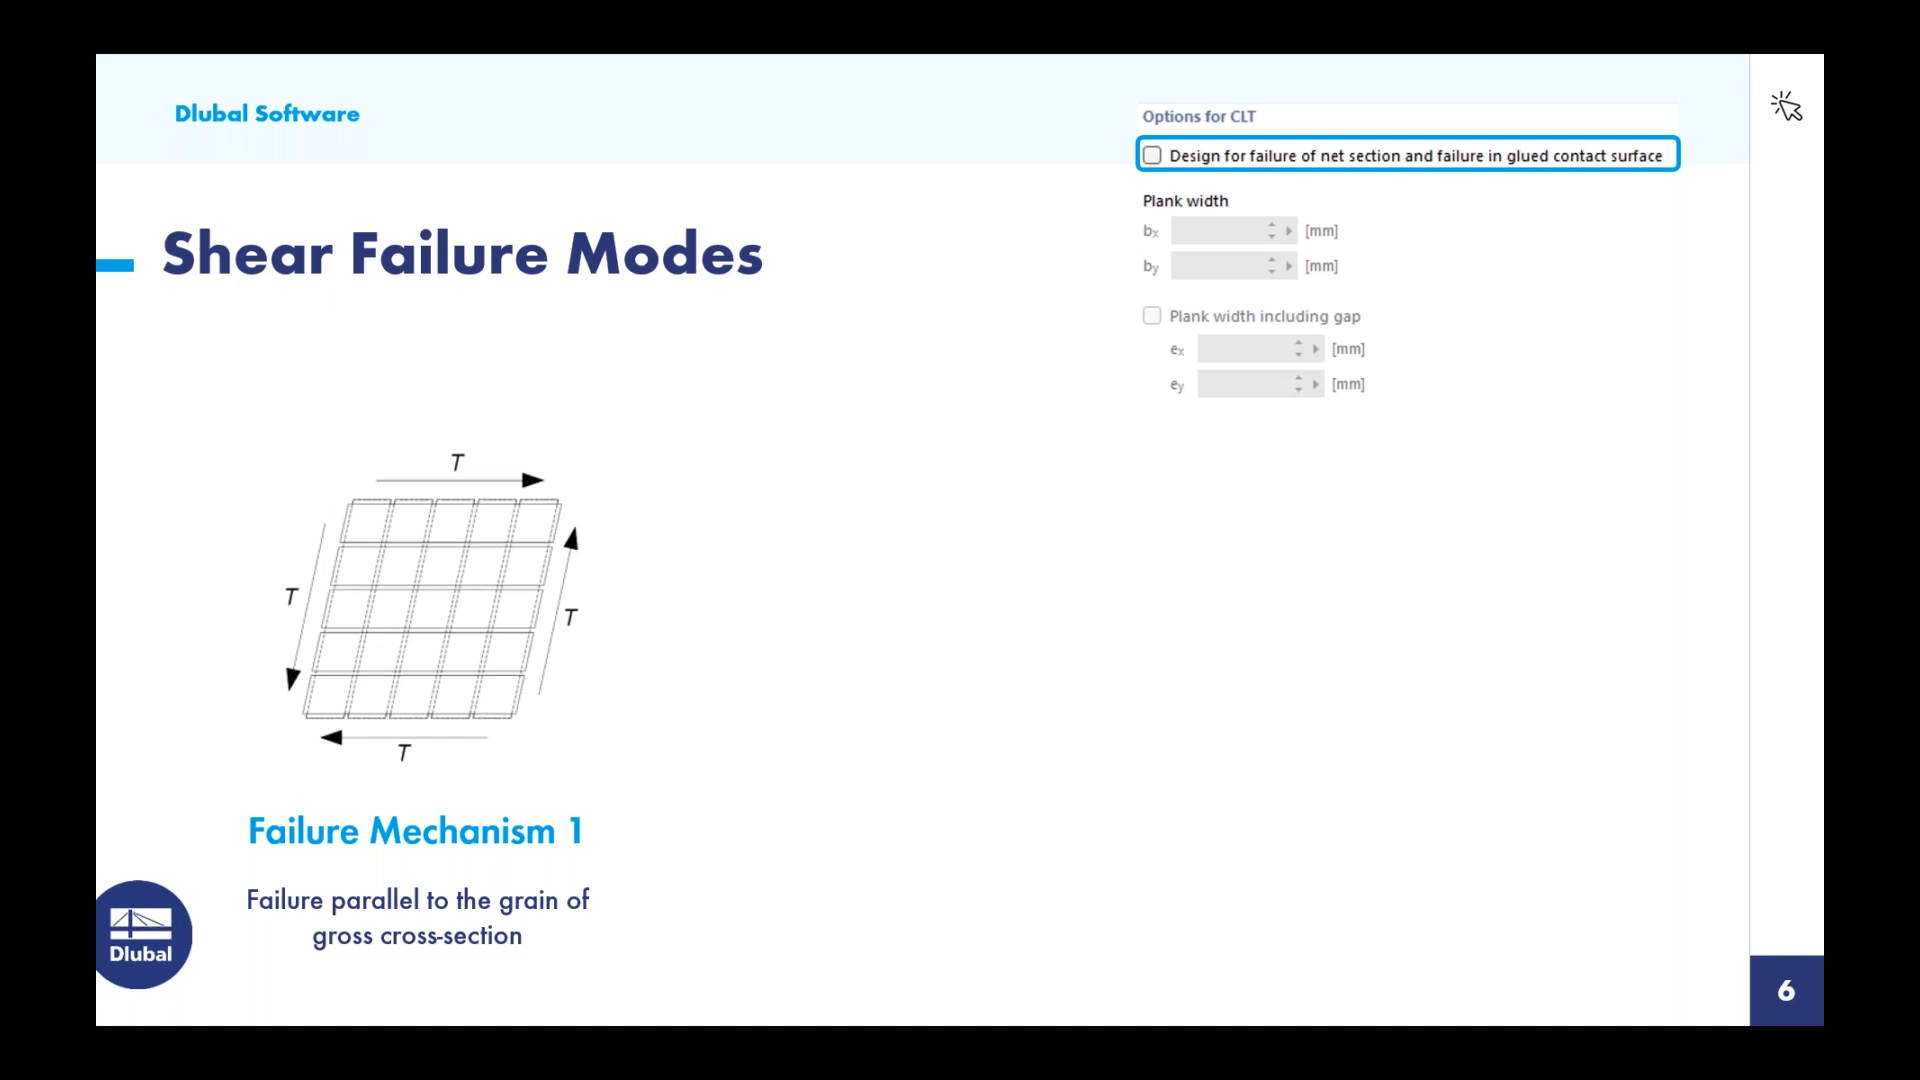 Dlubal Software
Options for CLT
Design for failure of net section and failure in glued contact surface
Plank width
bx [mm]
by [mm]
Plank width including gap
ex [mm]
ey [mm]
Shear Failure Modes
T
T
T
T
Failure Mechanism 1
Failure parallel to the grain of
gross cross-section
Dlubal
6